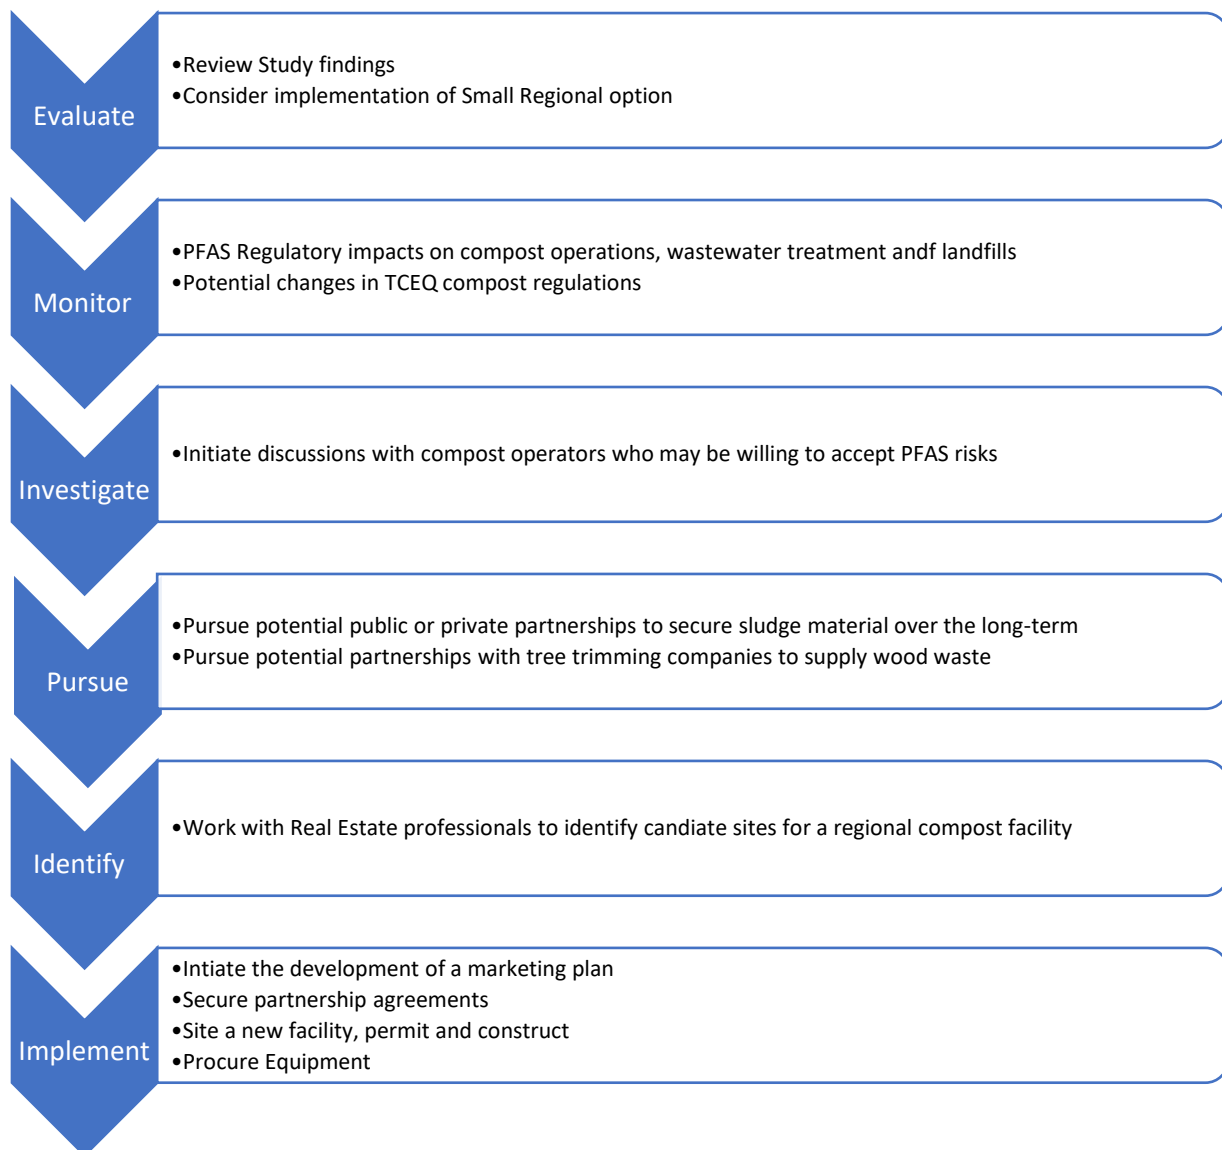 Evaluate
•Review Study findings
•Consider implementation of Small Regional option
Monitor
•PFAS Regulatory impacts on compost operations, wastewater treatment andf landfills
•Potential changes in TCEQ compost regulations
Investigate
•Initiate discussions with compost operators who may be willing to accept PFAS risks
Pursue
•Pursue potential public or private partnerships to secure sludge material over the long-term
•Pursue potential partnerships with tree trimming companies to supply wood waste
Identify
•Work with Real Estate professionals to identify candiate sites for a regional compost facility
Implement
•Intiate the development of a marketing plan
•Secure partnership agreements
•Site a new facility, permit and construct
•Procure Equipment